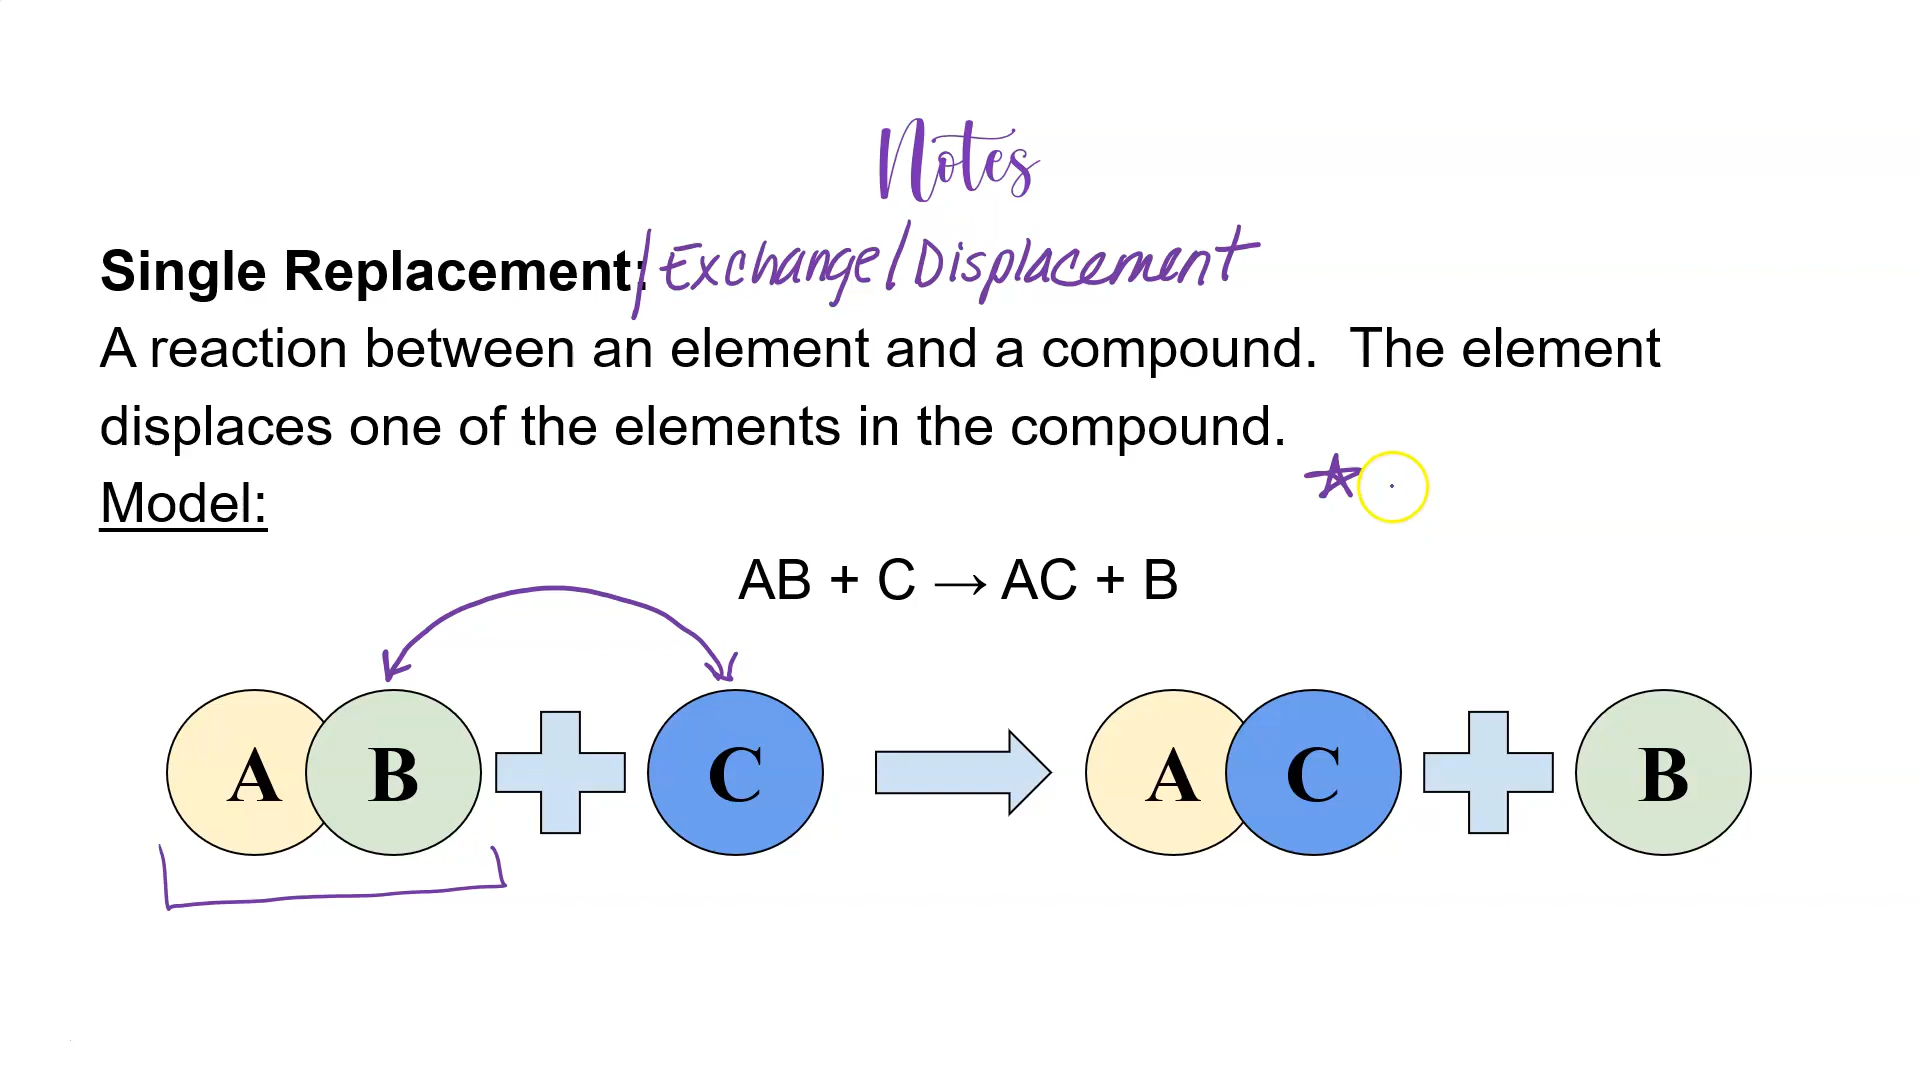 Notes
Single Replacement:/Exchange/Displacement
A reaction between an element and a compound. The element
displaces one of the elements in the compound.
Model:
AB + C → AC + B
A B C A C B